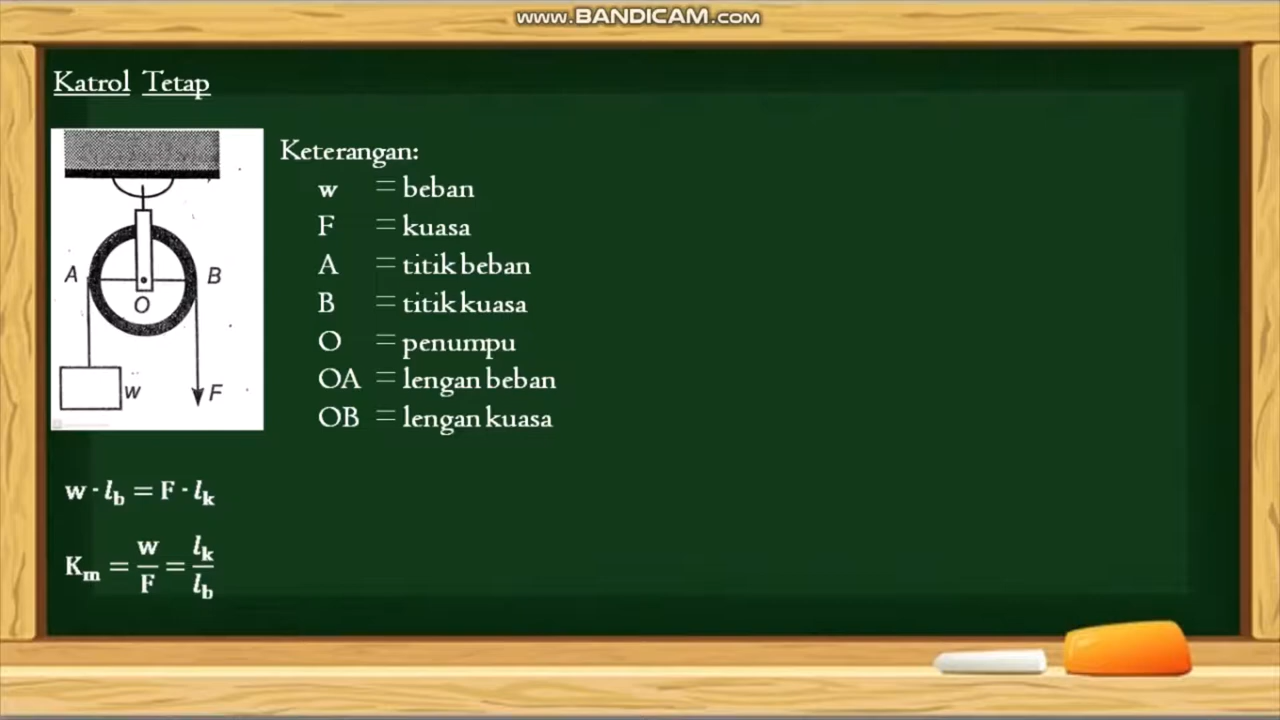 www.BANDICAM.com
Katrol Tetap
A
B
O
w
F
Keterangan:
w = beban
F = kuasa
A = titik beban
B = titik kuasa
O = penumpu
OA = lengan beban
OB = lengan kuasa
w · l_b = F · l_k
K_m = w/F = l_k/l_b